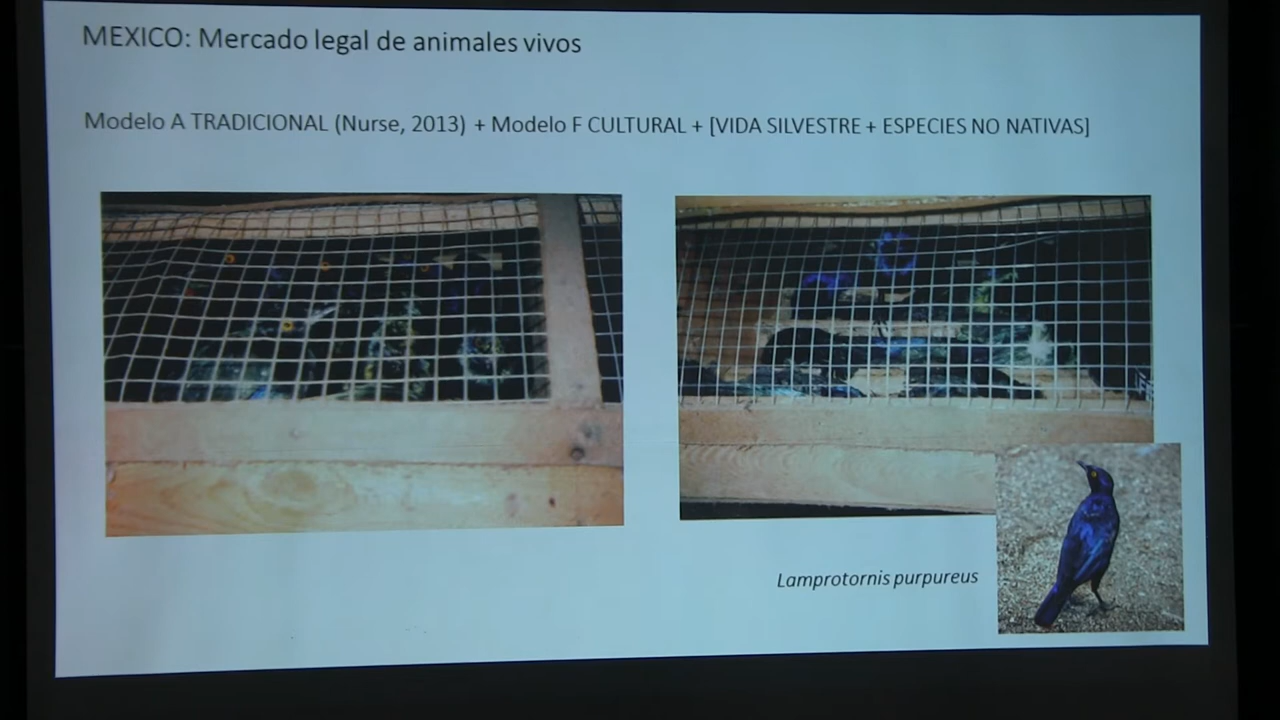 MEXICO: Mercado legal de animales vivos
Modelo A TRADICIONAL (Nurse, 2013) + Modelo F CULTURAL + [VIDA SILVESTRE + ESPECIES NO NATIVAS]
Lamprotornis purpureus